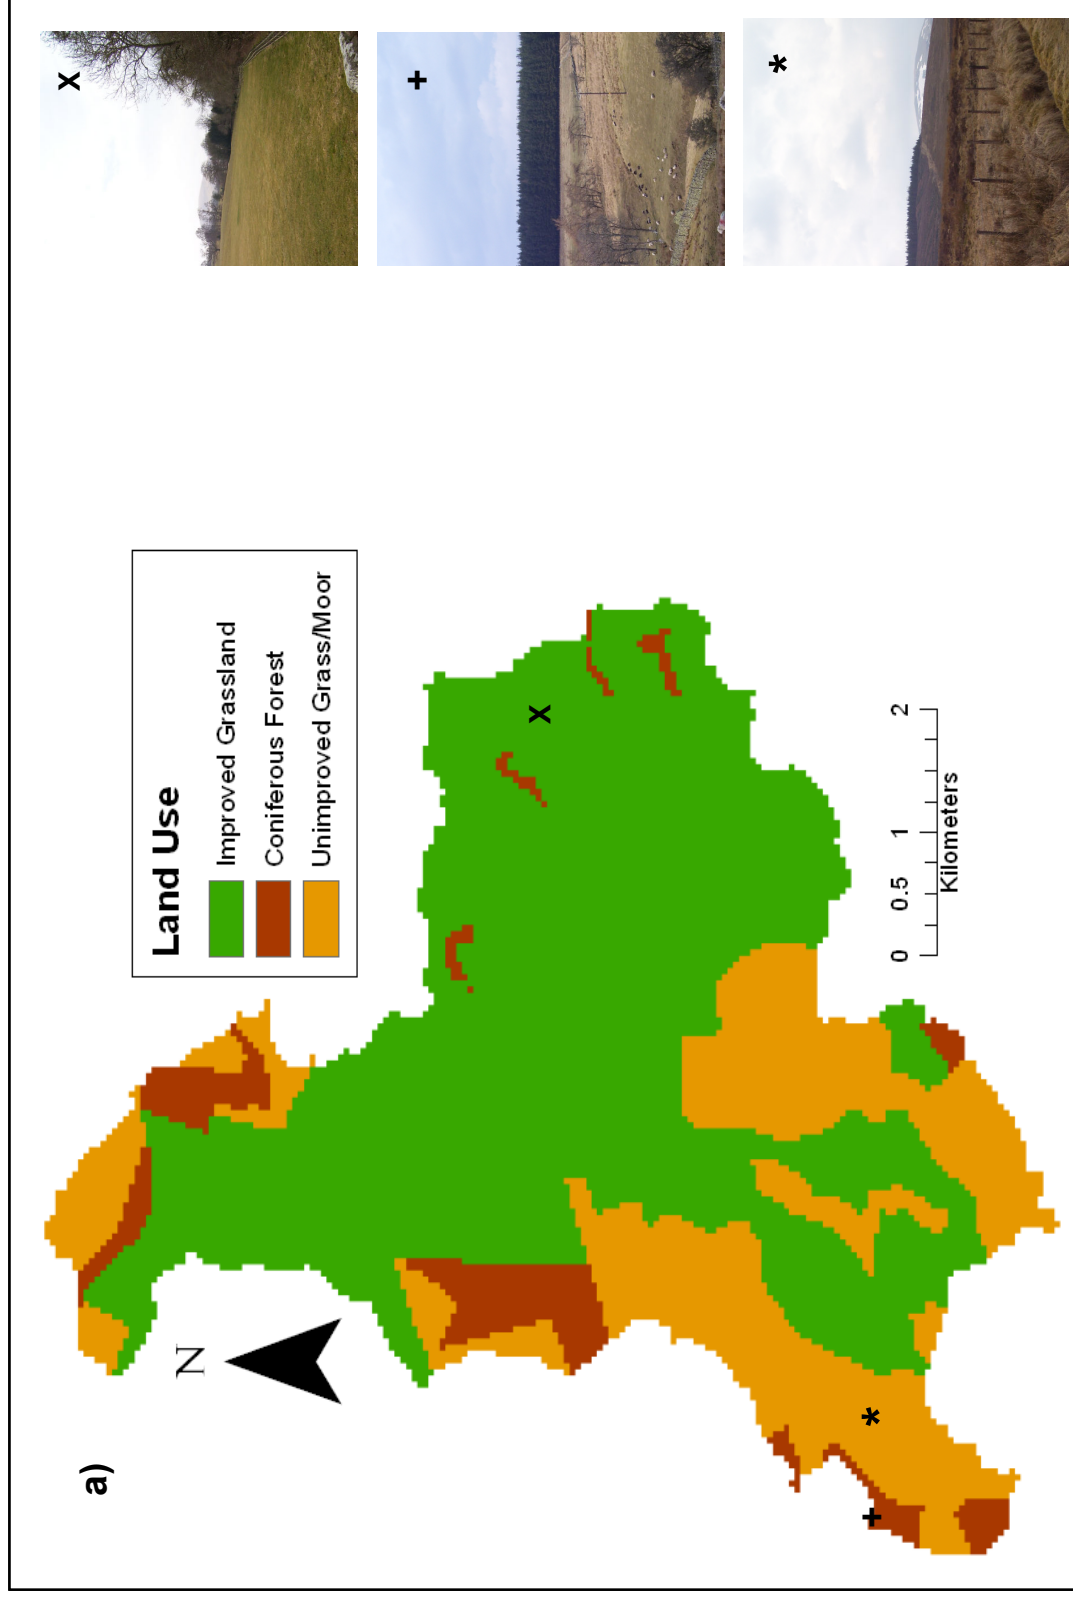 a)
N
Land Use
Improved Grassland
Coniferous Forest
Unimproved Grass/Moor
x
+
*
x
+
*
0 0.5 1 2
Kilometers